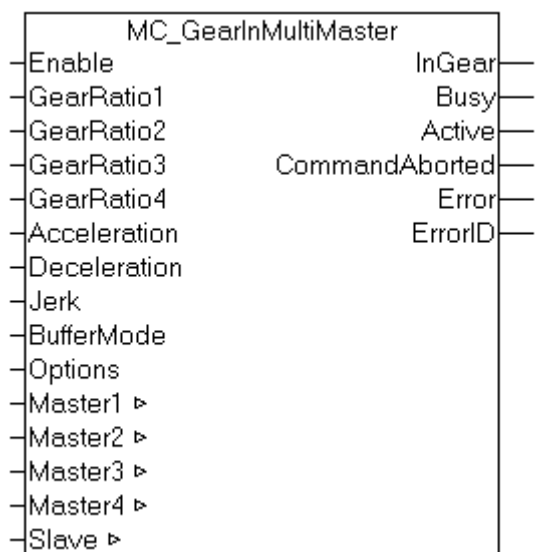 MC_GearInMultiMaster
Enable InGear
GearRatio1 Busy
GearRatio2 Active
GearRatio3 CommandAborted
GearRatio4 Error
Acceleration ErrorID
Deceleration
Jerk
BufferMode
Options
Master1 ▹
Master2 ▹
Master3 ▹
Master4 ▹
Slave ▹